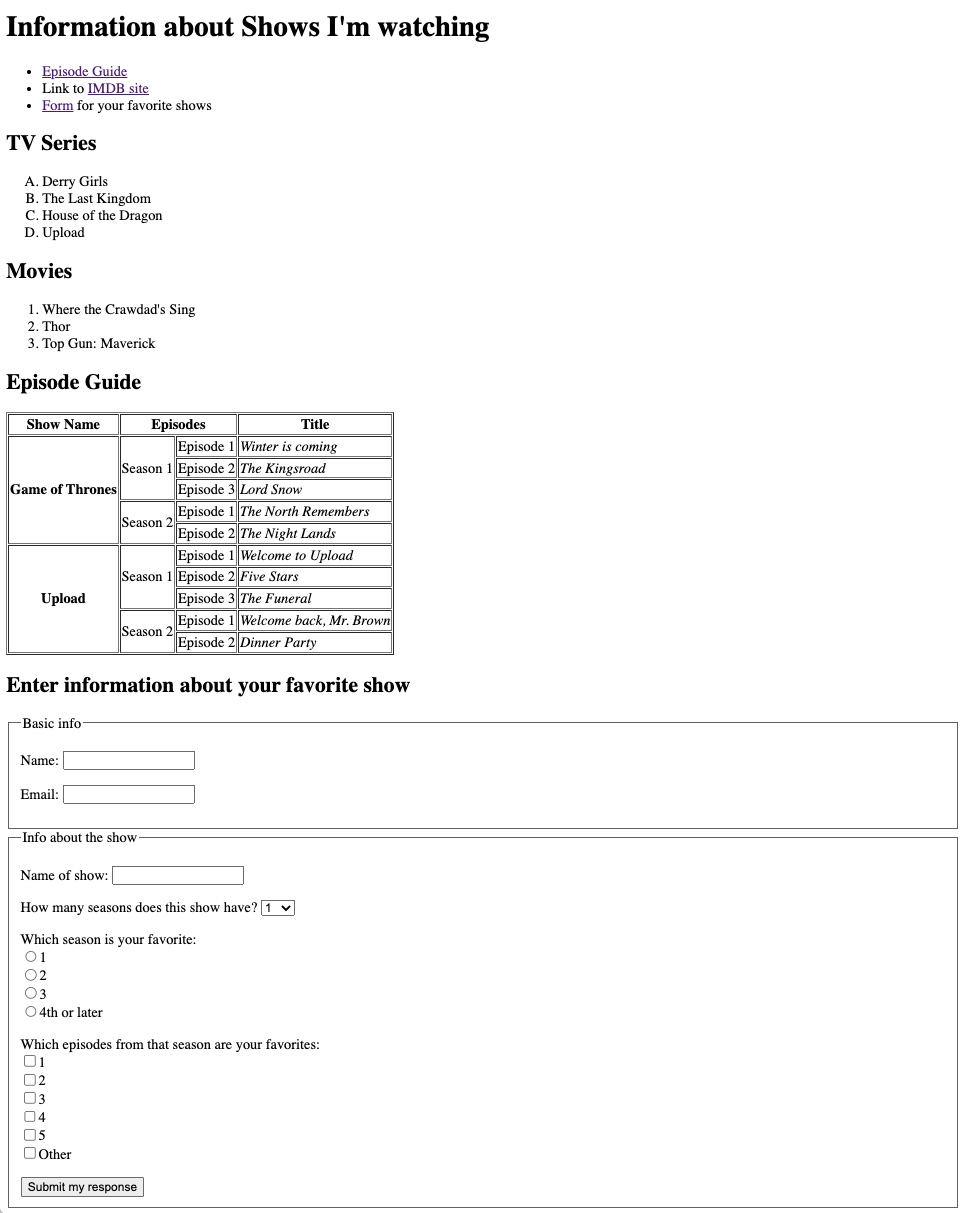 Information about Shows I'm watching
• Episode Guide
• Link to IMDB site
• Form for your favorite shows
TV Series
A. Derry Girls
B. The Last Kingdom
C. House of the Dragon
D. Upload
Movies
1. Where the Crawdad's Sing
2. Thor
3. Top Gun: Maverick
Episode Guide
Show Name Episodes Title
Game of Thrones Season 1 Episode 1 Winter is coming
Episode 2 The Kingsroad
Episode 3 Lord Snow
Season 2 Episode 1 The North Remembers
Episode 2 The Night Lands
Upload Season 1 Episode 1 Welcome to Upload
Episode 2 Five Stars
Episode 3 The Funeral
Season 2 Episode 1 Welcome back, Mr. Brown
Episode 2 Dinner Party
Enter information about your favorite show
Basic info
Name:
Email:
Info about the show
Name of show:
How many seasons does this show have? 1
Which season is your favorite:
1
2
3
4th or later
Which episodes from that season are your favorites:
1
2
3
4
5
Other
Submit my response